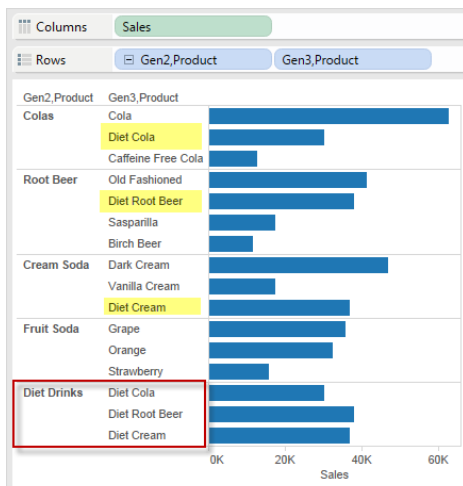 Columns Sales
Rows Gen2,Product Gen3,Product
Gen2,Product Gen3,Product
Colas Cola
Diet Cola
Caffeine Free Cola
Root Beer Old Fashioned
Diet Root Beer
Sasparilla
Birch Beer
Cream Soda Dark Cream
Vanilla Cream
Diet Cream
Fruit Soda Grape
Orange
Strawberry
Diet Drinks Diet Cola
Diet Root Beer
Diet Cream
0K 20K 40K 60K
Sales